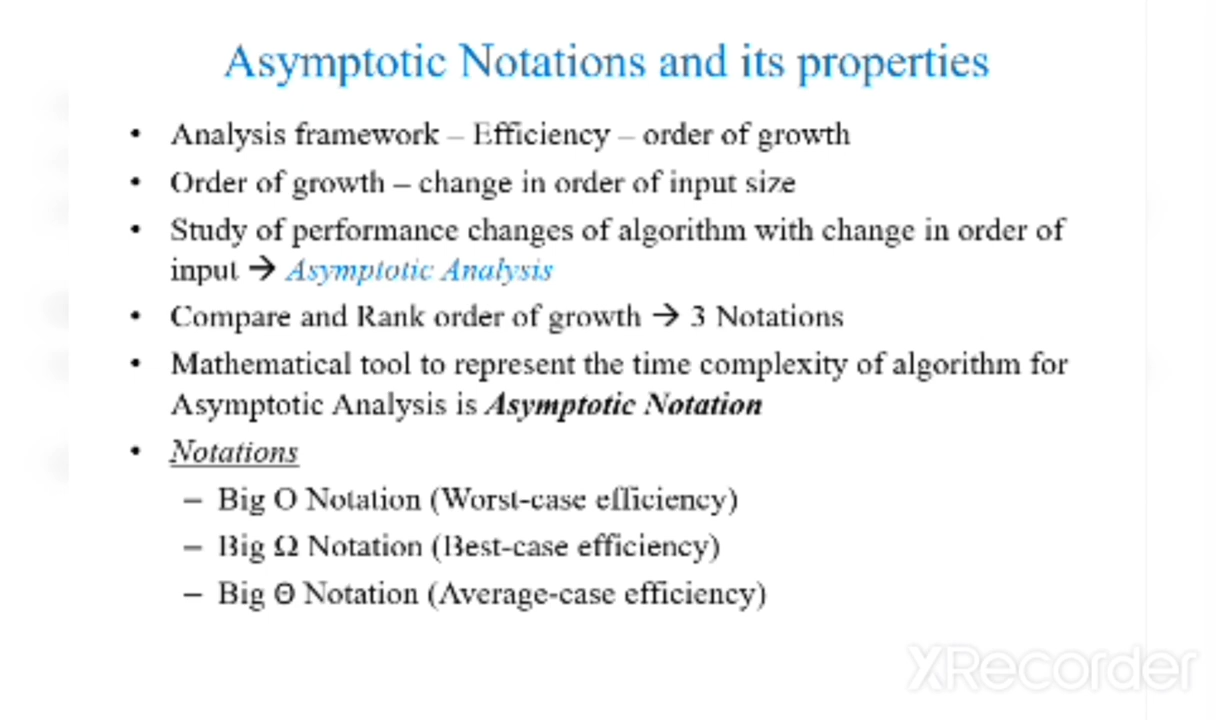 Asymptotic Notations and its properties
• Analysis framework – Efficiency – order of growth
• Order of growth – change in order of input size
• Study of performance changes of algorithm with change in order of
input → Asymptotic Analysis
• Compare and Rank order of growth → 3 Notations
• Mathematical tool to represent the time complexity of algorithm for
Asymptotic Analysis is Asymptotic Notation
• Notations
– Big O Notation (Worst-case efficiency)
– Big Ω Notation (Best-case efficiency)
– Big Θ Notation (Average-case efficiency)
XRecorder